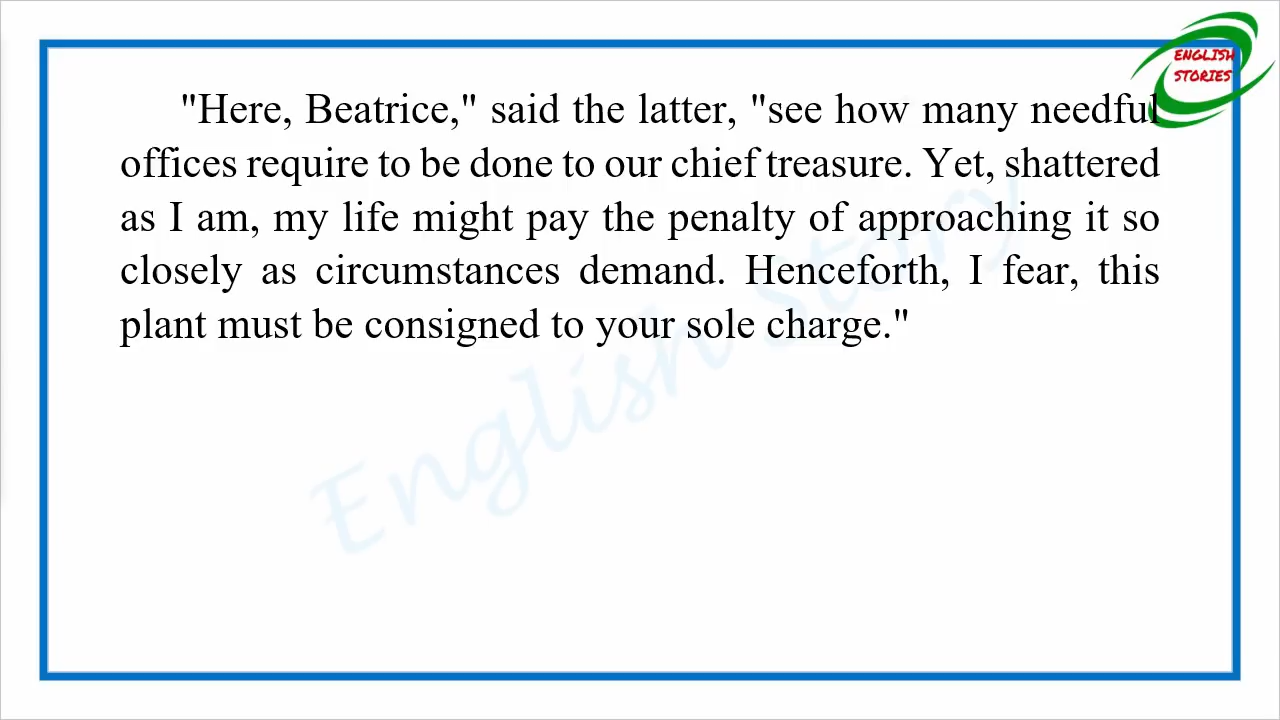 ENGLISH
STORIES
"Here, Beatrice," said the latter, "see how many needful
offices require to be done to our chief treasure. Yet, shattered
as I am, my life might pay the penalty of approaching it so
closely as circumstances demand. Henceforth, I fear, this
plant must be consigned to your sole charge."
English Story